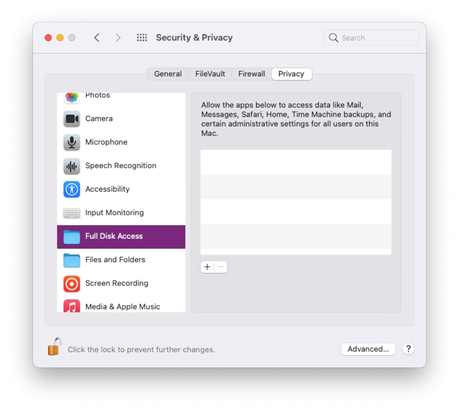 Security & Privacy
Search
General
FileVault
Firewall
Privacy
Photos
Camera
Microphone
Speech Recognition
Accessibility
Input Monitoring
Full Disk Access
Files and Folders
Screen Recording
Media & Apple Music
Allow the apps below to access data like Mail,
Messages, Safari, Home, Time Machine backups, and
certain administrative settings for all users on this
Mac.
+ −
Click the lock to prevent further changes.
Advanced...
?